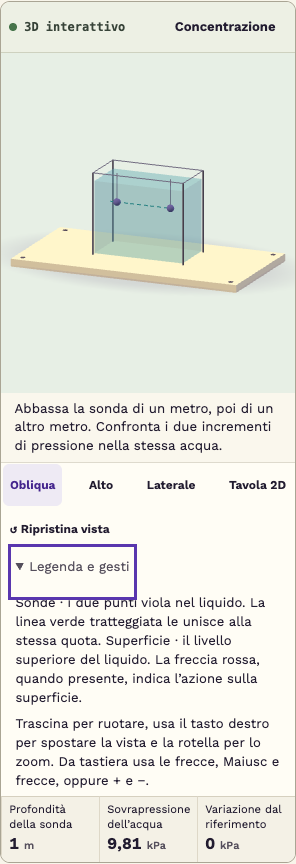 3D interattivo
Concentrazione
Abbassa la sonda di un metro, poi di un
altro metro. Confronta i due incrementi
di pressione nella stessa acqua.
Obliqua
Alto
Laterale
Tavola 2D
↺ Ripristina vista
▼ Legenda e gesti
Sonde · i due punti viola nel liquido. La
linea verde tratteggiata le unisce alla
stessa quota. Superficie · il livello
superiore del liquido. La freccia rossa,
quando presente, indica l’azione sulla
superficie.
Trascina per ruotare, usa il tasto destro
per spostare la vista e la rotella per lo
zoom. Da tastiera usa le frecce, Maiusc e
frecce, oppure + e −.
Profondità
della sonda
1 m
Sovrapressione
dell’acqua
9,81 kPa
Variazione dal
riferimento
0 kPa